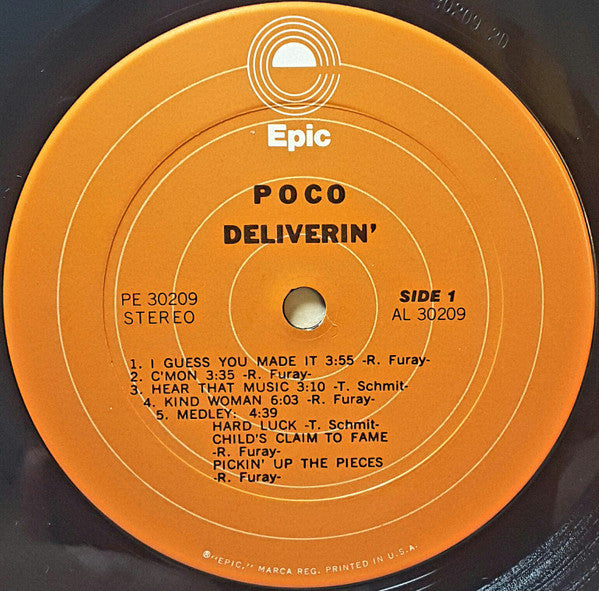 30209 20
Epic
POCO
DELIVERIN'
PE 30209
STEREO
SIDE 1
AL 30209
1. I GUESS YOU MADE IT 3:55 -R. Furay-
2. C'MON 3:35 -R. Furay-
3. HEAR THAT MUSIC 3:10 -T. Schmit-
4. KIND WOMAN 6:03 -R. Furay-
5. MEDLEY: 4:39
HARD LUCK -T. Schmit-
CHILD'S CLAIM TO FAME
-R. Furay-
PICKIN' UP THE PIECES
-R. Furay-
®"EPIC," MARCA REG. PRINTED IN U.S.A.